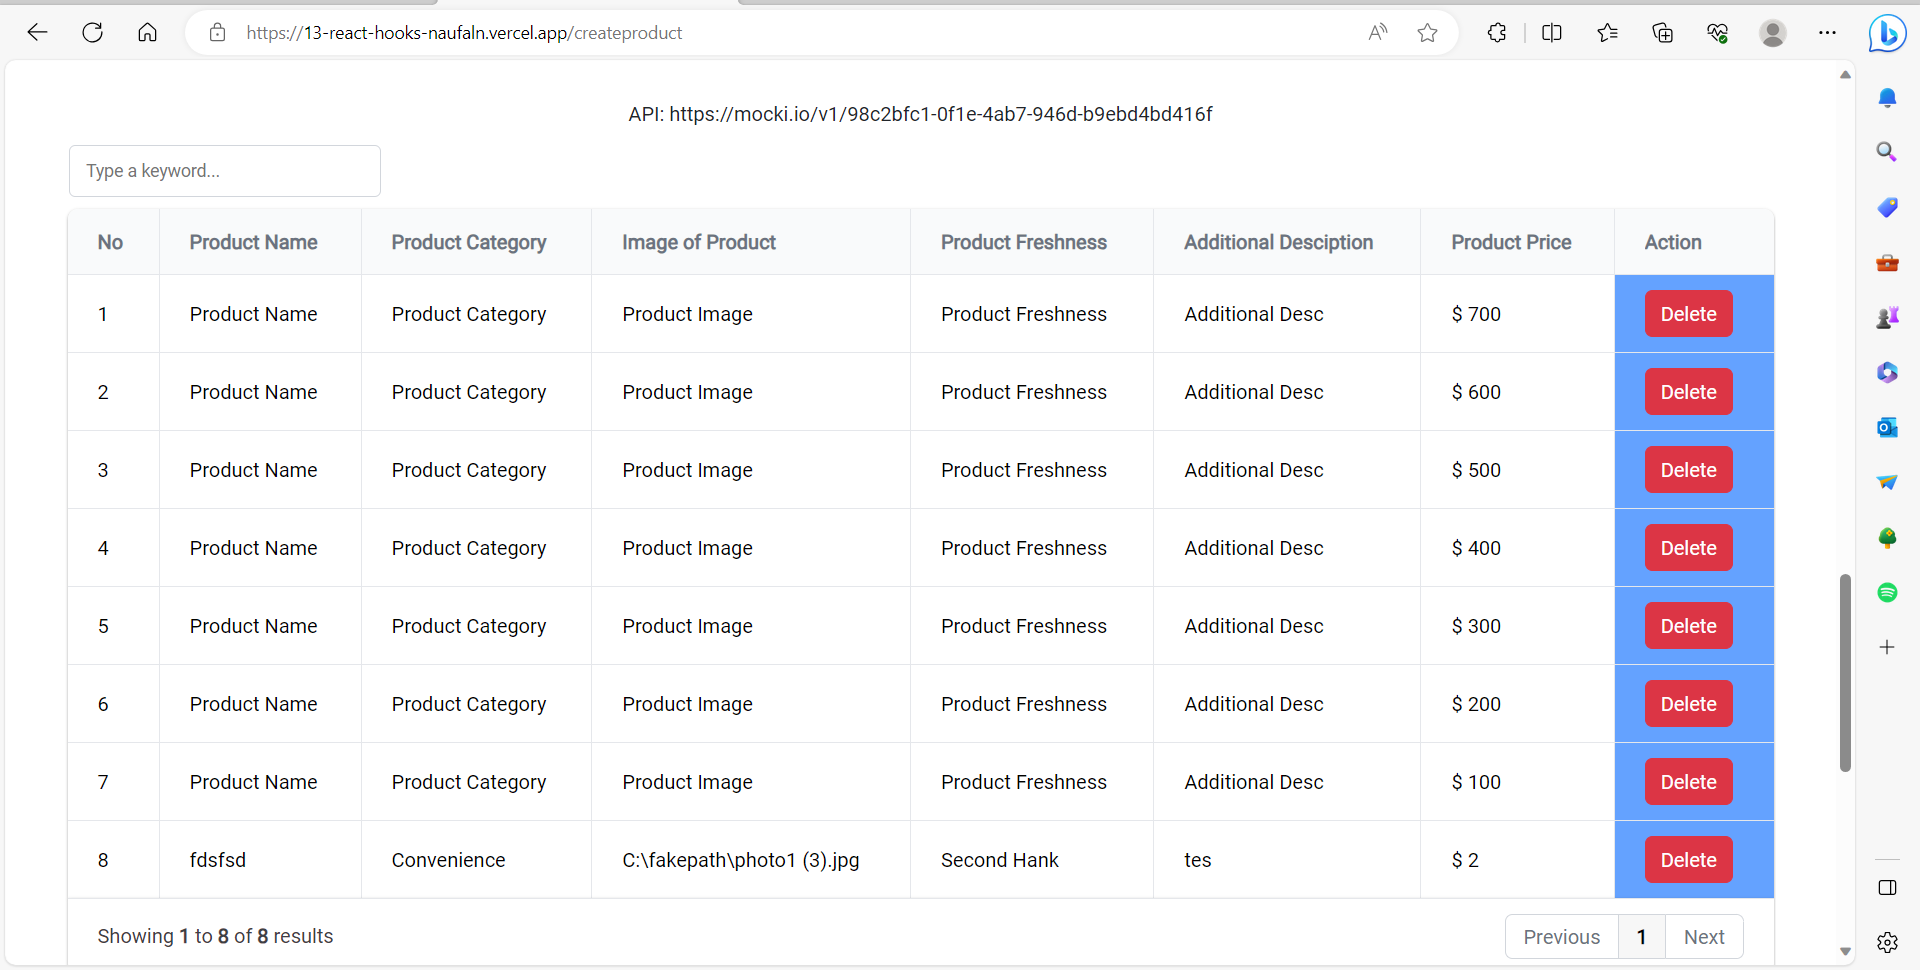 https://13-react-hooks-naufaln.vercel.app/createproduct
API: https://mocki.io/v1/98c2bfc1-0f1e-4ab7-946d-b9ebd4bd416f
Type a keyword...
No Product Name Product Category Image of Product Product Freshness Additional Desciption Product Price Action
1 Product Name Product Category Product Image Product Freshness Additional Desc $ 700 Delete
2 Product Name Product Category Product Image Product Freshness Additional Desc $ 600 Delete
3 Product Name Product Category Product Image Product Freshness Additional Desc $ 500 Delete
4 Product Name Product Category Product Image Product Freshness Additional Desc $ 400 Delete
5 Product Name Product Category Product Image Product Freshness Additional Desc $ 300 Delete
6 Product Name Product Category Product Image Product Freshness Additional Desc $ 200 Delete
7 Product Name Product Category Product Image Product Freshness Additional Desc $ 100 Delete
8 fdsfsd Convenience C:\fakepath\photo1 (3).jpg Second Hank tes $ 2 Delete
Showing 1 to 8 of 8 results Previous 1 Next